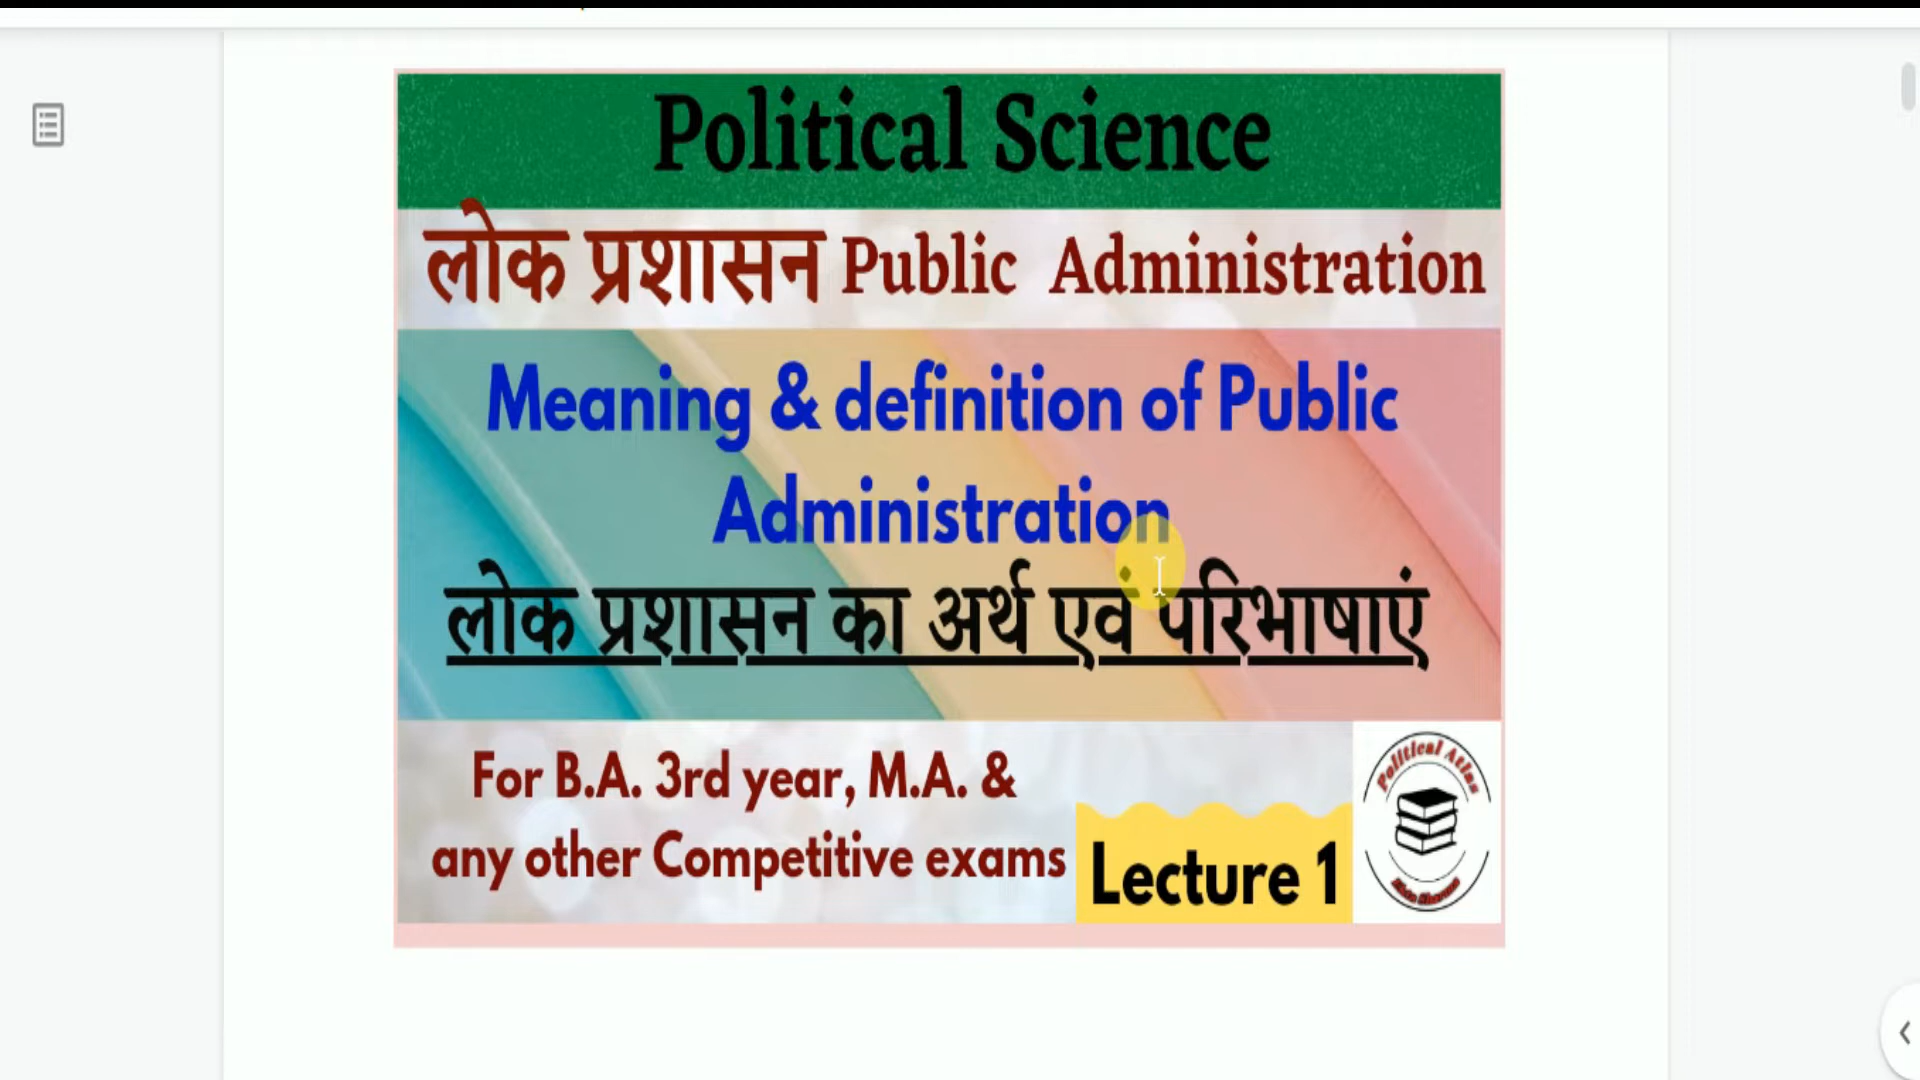 Political Science
लोक प्रशासन Public Administration
Meaning & definition of Public
Administration
लोक प्रशासन का अर्थ एवं परिभाषाएं
For B.A. 3rd year, M.A. &
any other Competitive exams
Lecture 1
Political Atlas